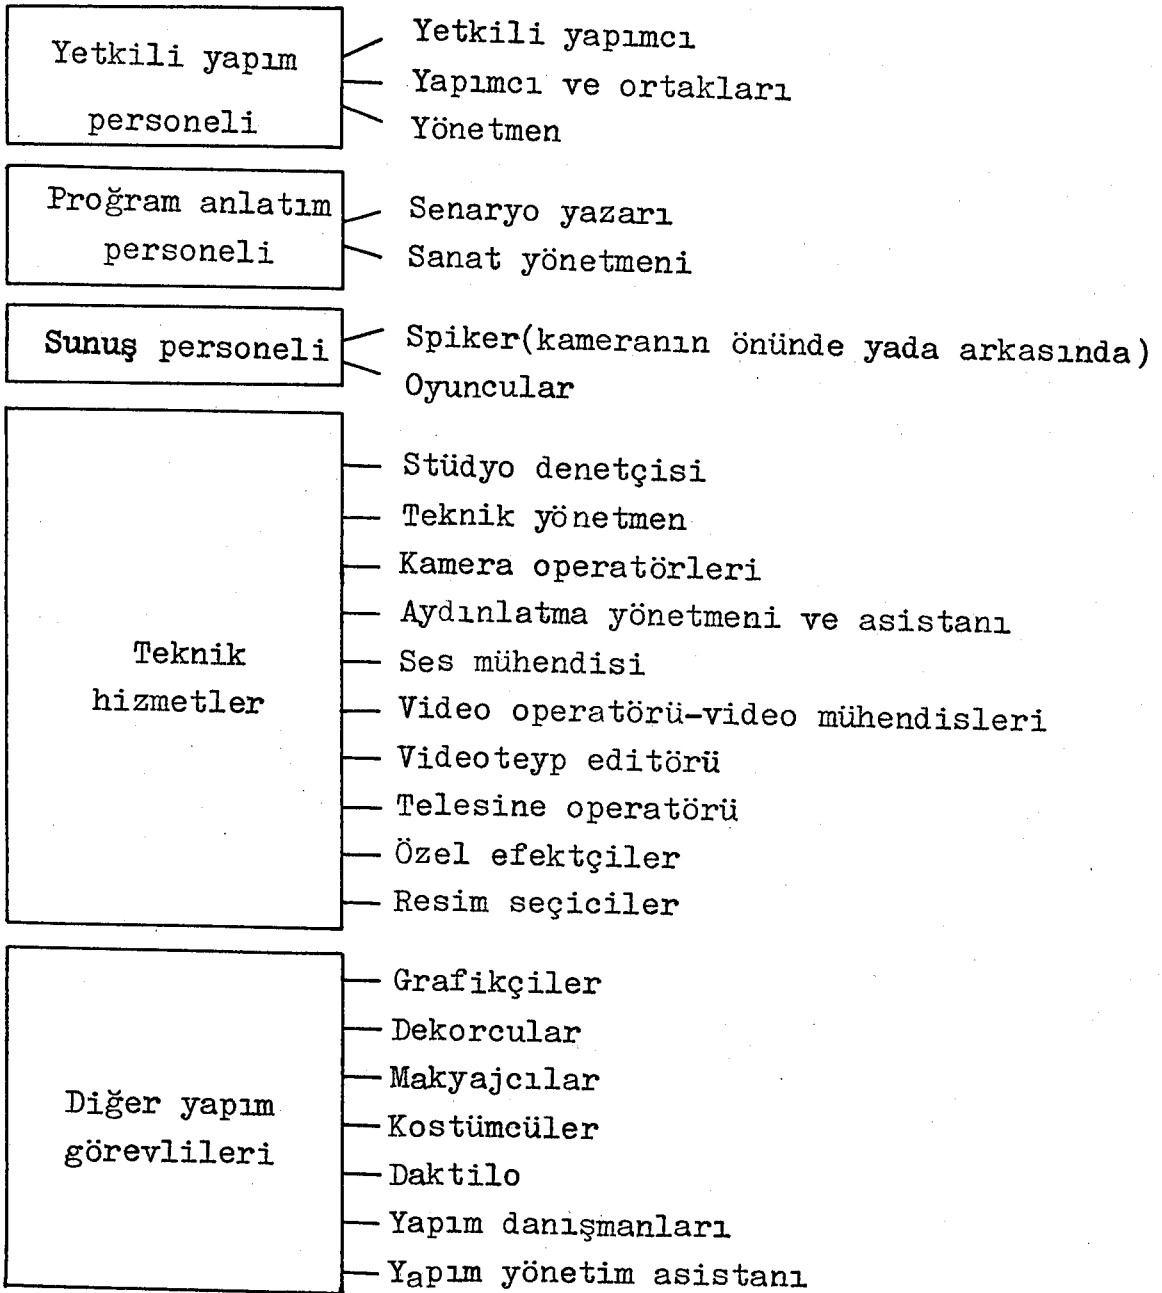 Yetkili yapım
personeli
Yetkili yapımcı
Yapımcı ve ortakları
Yönetmen
Proğram anlatım
personeli
Senaryo yazarı
Sanat yönetmeni
Sunuş personeli
Spiker(kameranın önünde yada arkasında)
Oyuncular
Teknik
hizmetler
Stüdyo denetçisi
Teknik yönetmen
Kamera operatörleri
Aydınlatma yönetmeni ve asistanı
Ses mühendisi
Video operatörü-video mühendisleri
Videoteyp editörü
Telesine operatörü
Özel efektçiler
Resim seçiciler
Diğer yapım
görevlileri
Grafikçiler
Dekorcular
Makyajcılar
Kostümcüler
Daktilo
Yapım danışmanları
Yapım yönetim asistanı